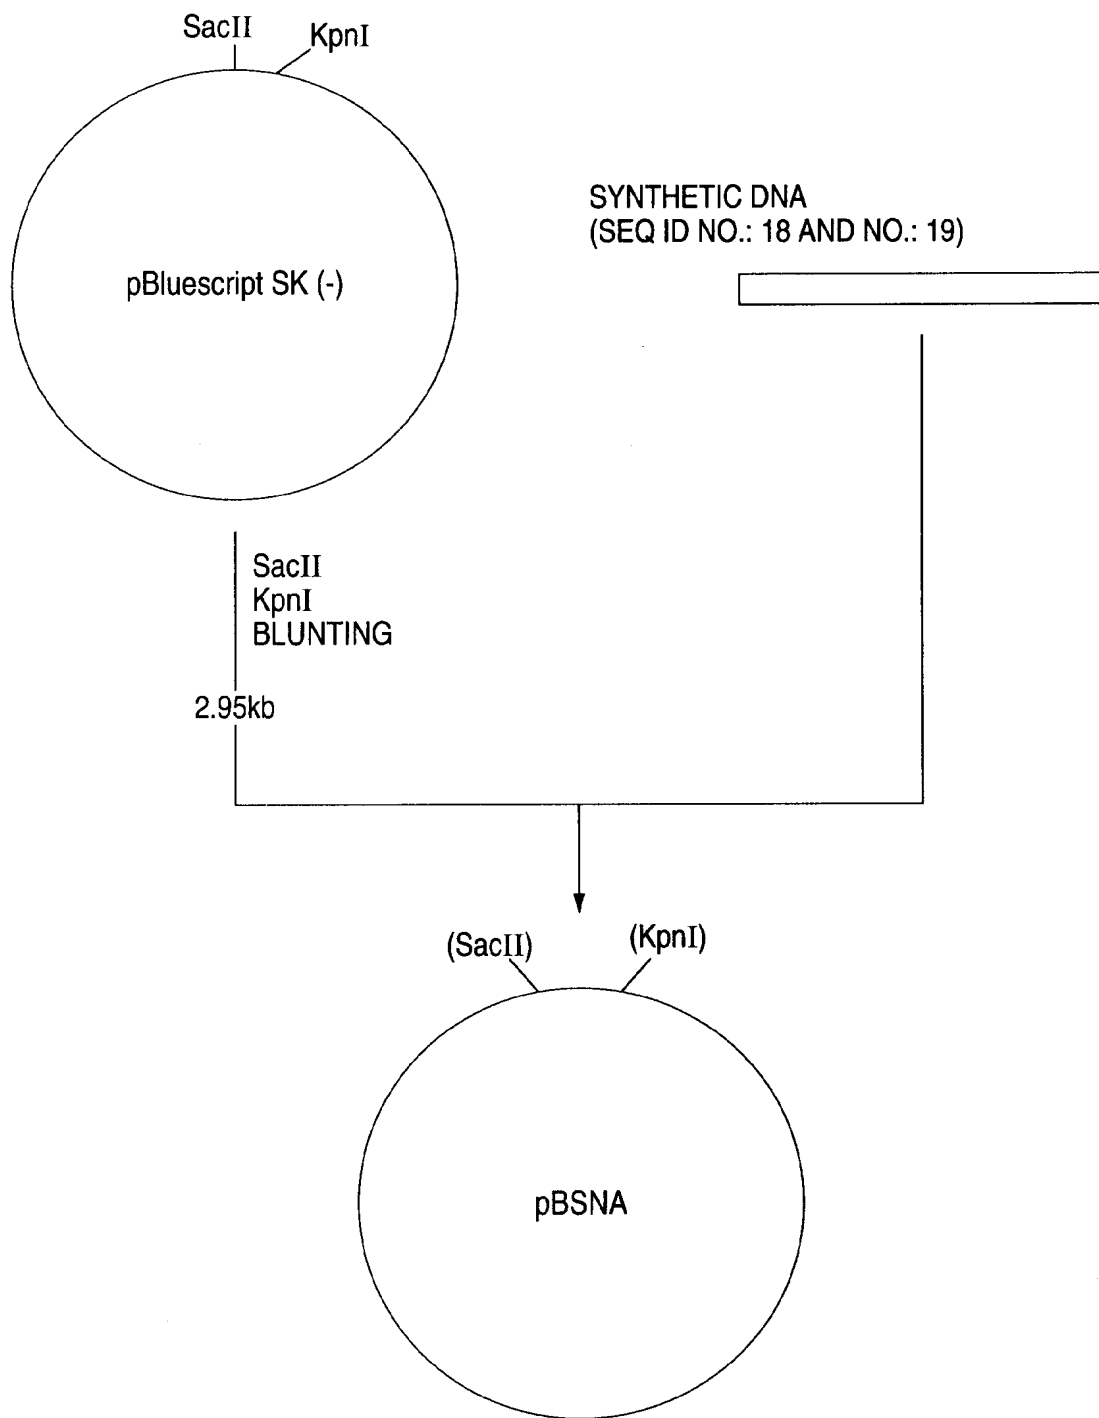 SacII
KpnI
pBluescript SK (-)
SYNTHETIC DNA
(SEQ ID NO.: 18 AND NO.: 19)
SacII
KpnI
BLUNTING
2.95kb
(SacII)
(KpnI)
pBSNA